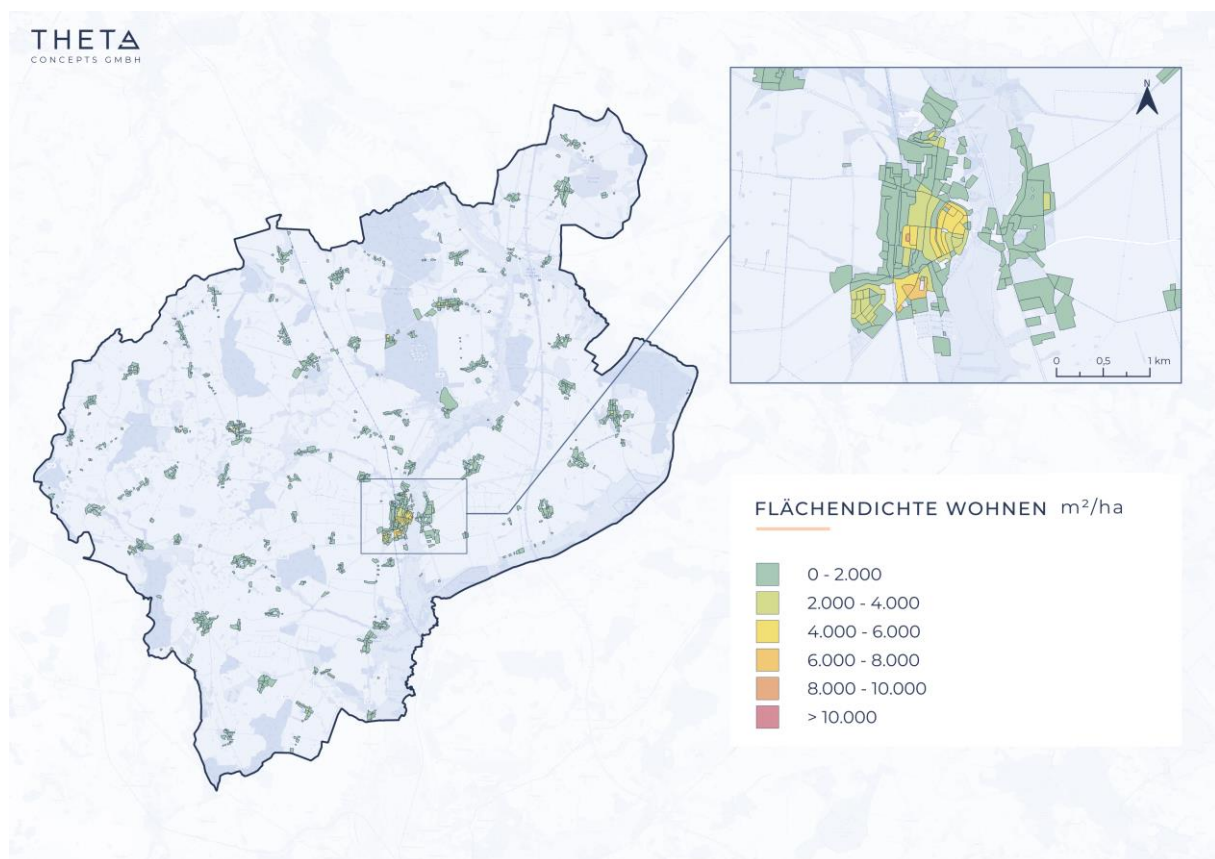 THETA
CONCEPTS GMBH
N
0 0,5 1 km
FLÄCHENDICHTE WOHNEN m²/ha
0 - 2.000
2.000 - 4.000
4.000 - 6.000
6.000 - 8.000
8.000 - 10.000
> 10.000